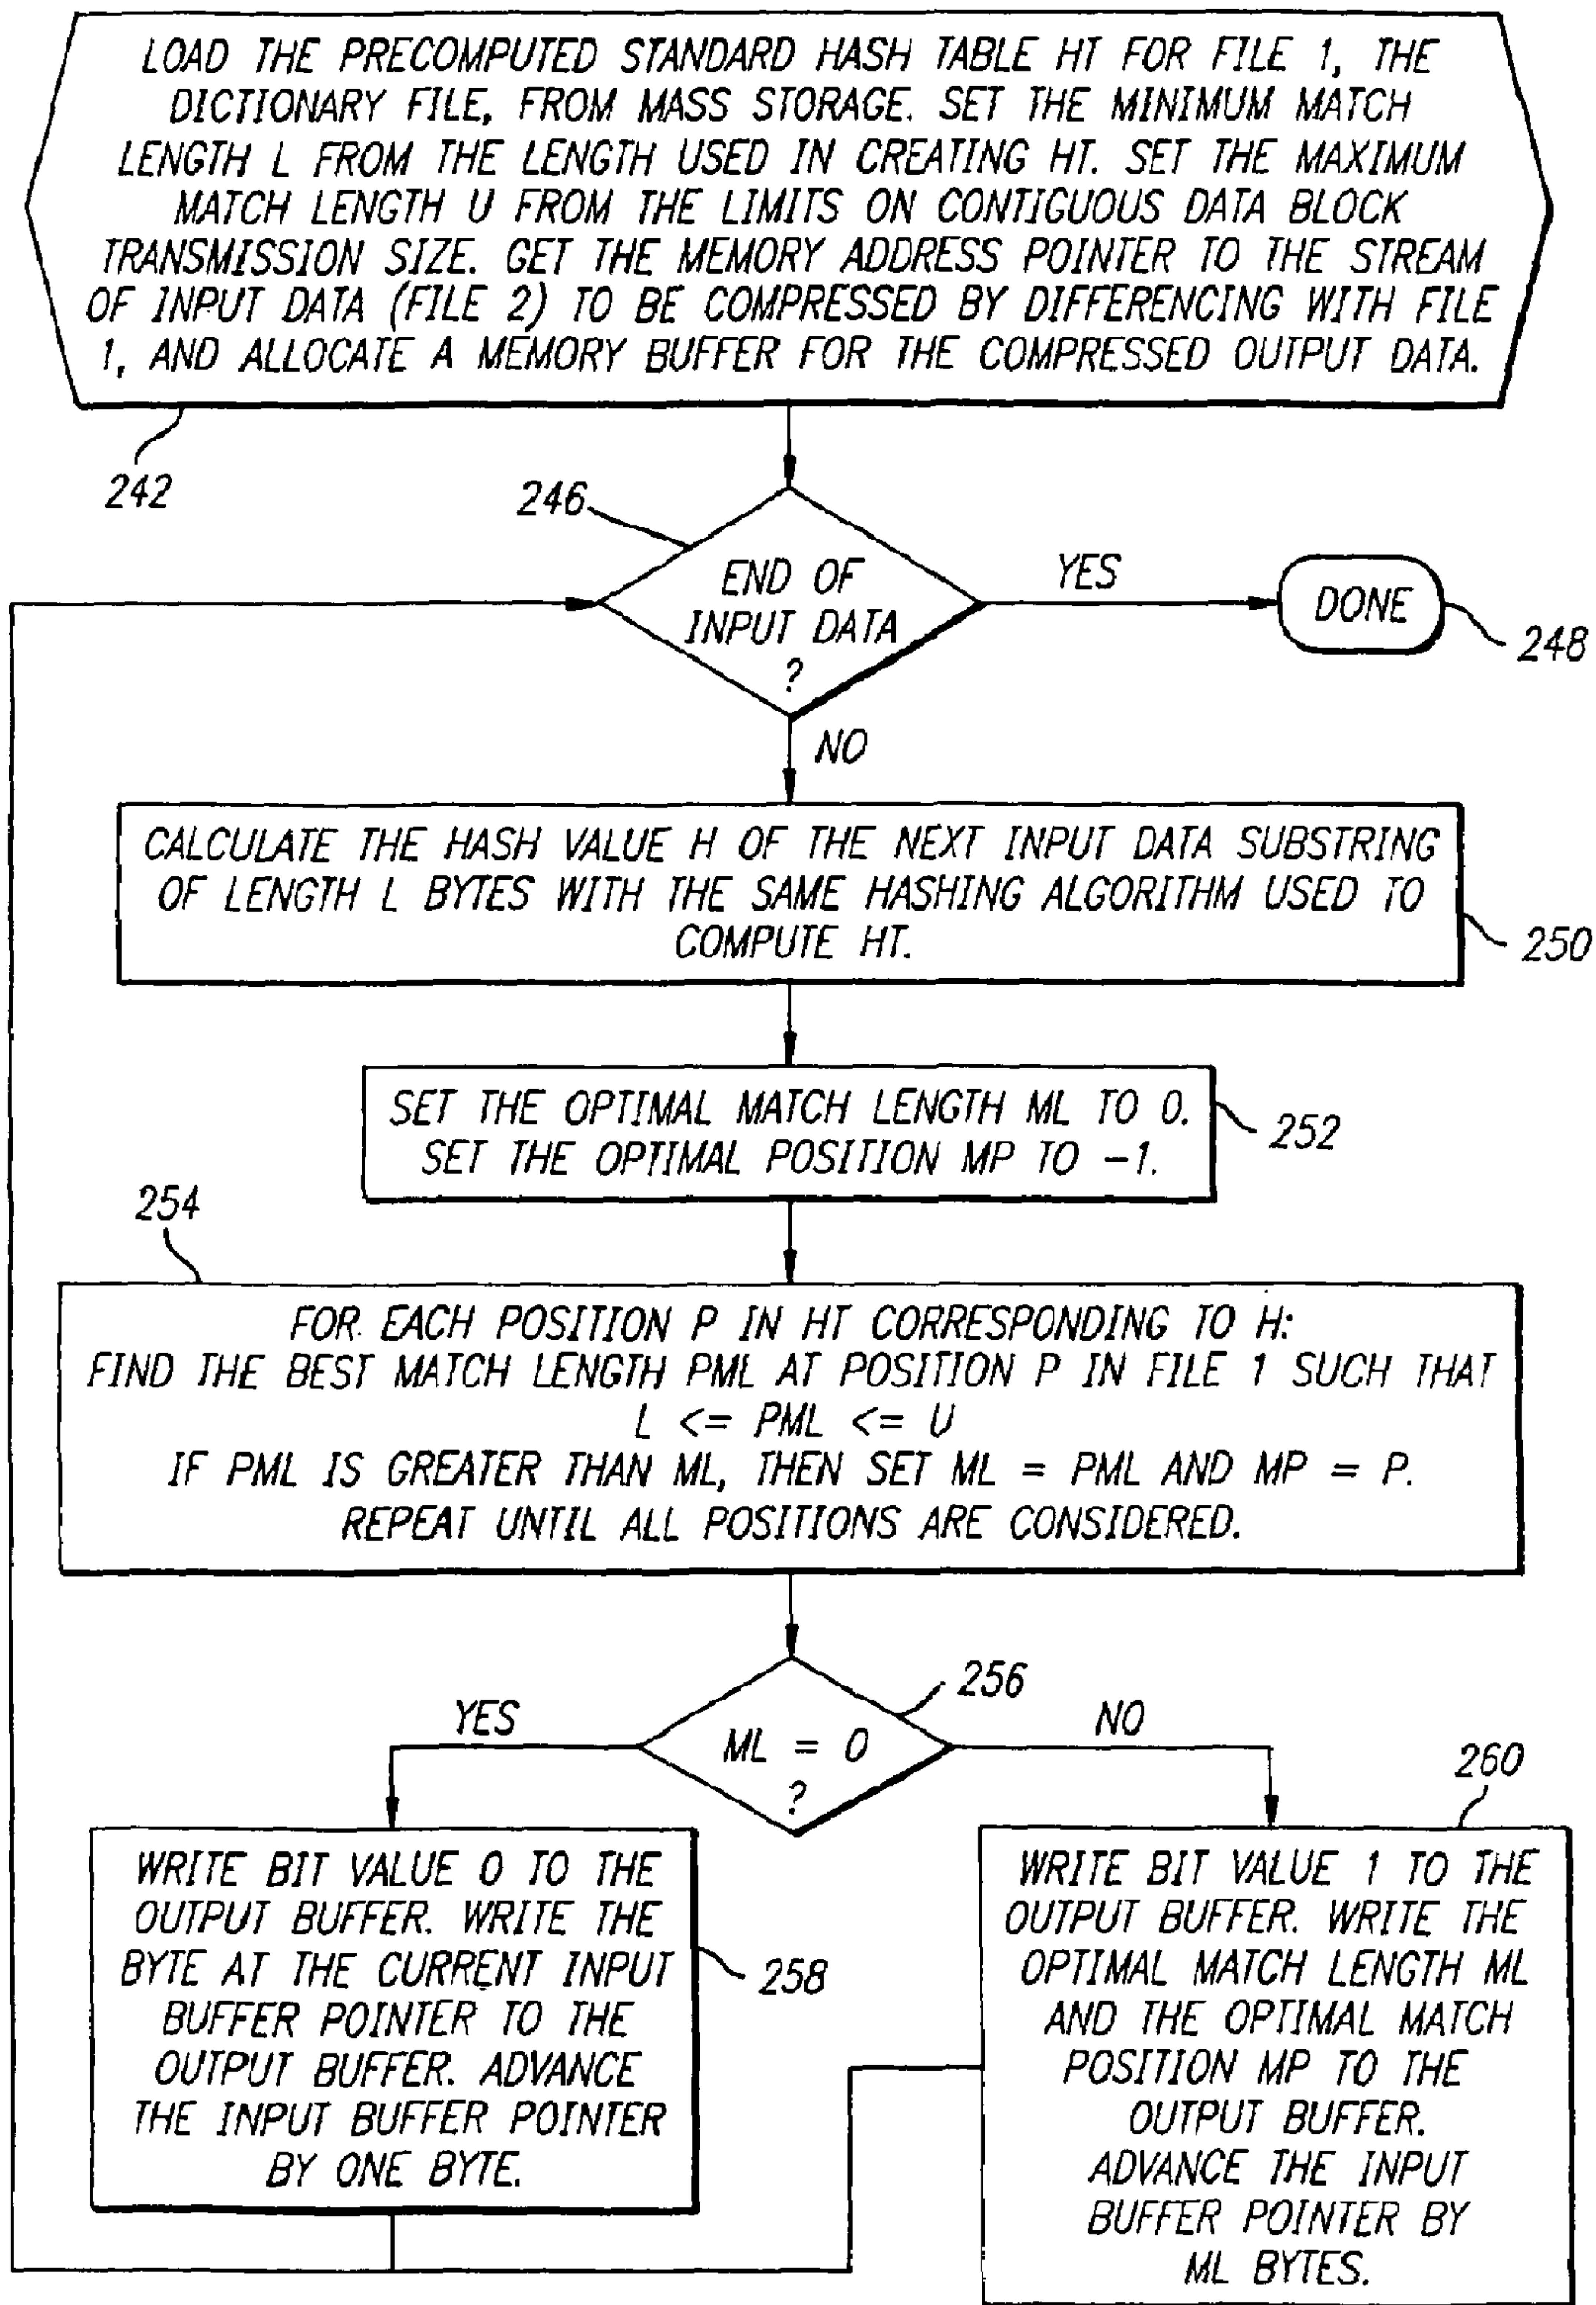 LOAD THE PRECOMPUTED STANDARD HASH TABLE HT FOR FILE 1, THE
DICTIONARY FILE, FROM MASS STORAGE. SET THE MINIMUM MATCH
LENGTH L FROM THE LENGTH USED IN CREATING HT. SET THE MAXIMUM
MATCH LENGTH U FROM THE LIMITS ON CONTIGUOUS DATA BLOCK
TRANSMISSION SIZE. GET THE MEMORY ADDRESS POINTER TO THE STREAM
OF INPUT DATA (FILE 2) TO BE COMPRESSED BY DIFFERENCING WITH FILE
1, AND ALLOCATE A MEMORY BUFFER FOR THE COMPRESSED OUTPUT DATA.
242
246
END OF
INPUT DATA
?
YES
DONE
248
NO
CALCULATE THE HASH VALUE H OF THE NEXT INPUT DATA SUBSTRING
OF LENGTH L BYTES WITH THE SAME HASHING ALGORITHM USED TO
COMPUTE HT.
250
SET THE OPTIMAL MATCH LENGTH ML TO 0.
SET THE OPTIMAL POSITION MP TO -1.
252
254
FOR EACH POSITION P IN HT CORRESPONDING TO H:
FIND THE BEST MATCH LENGTH PML AT POSITION P IN FILE 1 SUCH THAT
L <= PML <= U
IF PML IS GREATER THAN ML, THEN SET ML = PML AND MP = P.
REPEAT UNTIL ALL POSITIONS ARE CONSIDERED.
256
YES
ML = 0
?
NO
260
WRITE BIT VALUE 0 TO THE
OUTPUT BUFFER. WRITE THE
BYTE AT THE CURRENT INPUT
BUFFER POINTER TO THE
OUTPUT BUFFER. ADVANCE
THE INPUT BUFFER POINTER
BY ONE BYTE.
258
WRITE BIT VALUE 1 TO THE
OUTPUT BUFFER. WRITE THE
OPTIMAL MATCH LENGTH ML
AND THE OPTIMAL MATCH
POSITION MP TO THE
OUTPUT BUFFER.
ADVANCE THE INPUT
BUFFER POINTER BY
ML BYTES.